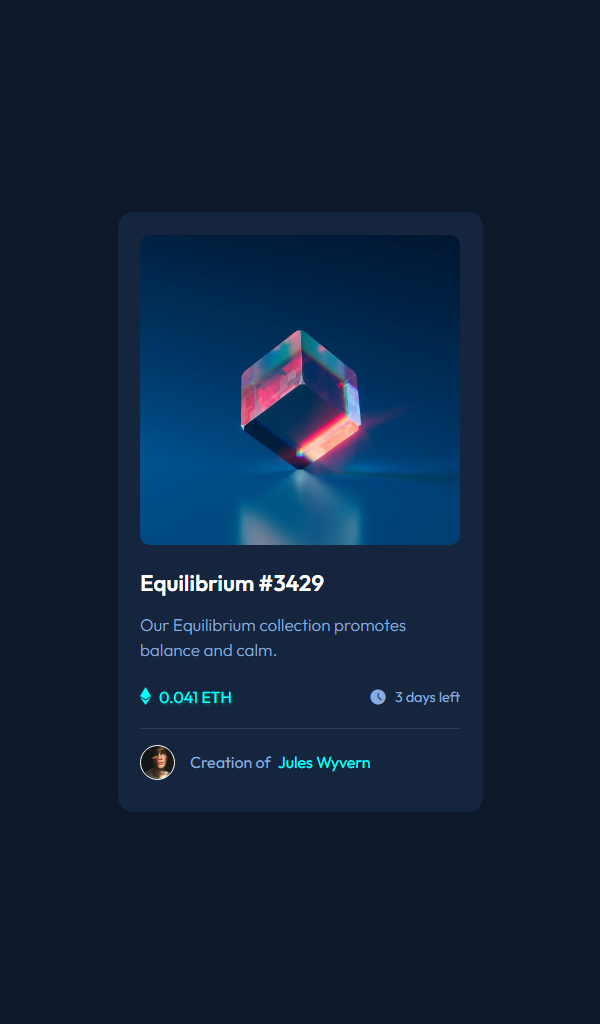 Equilibrium #3429
Our Equilibrium collection promotes
balance and calm.
0.041 ETH 3 days left
Creation of Jules Wyvern